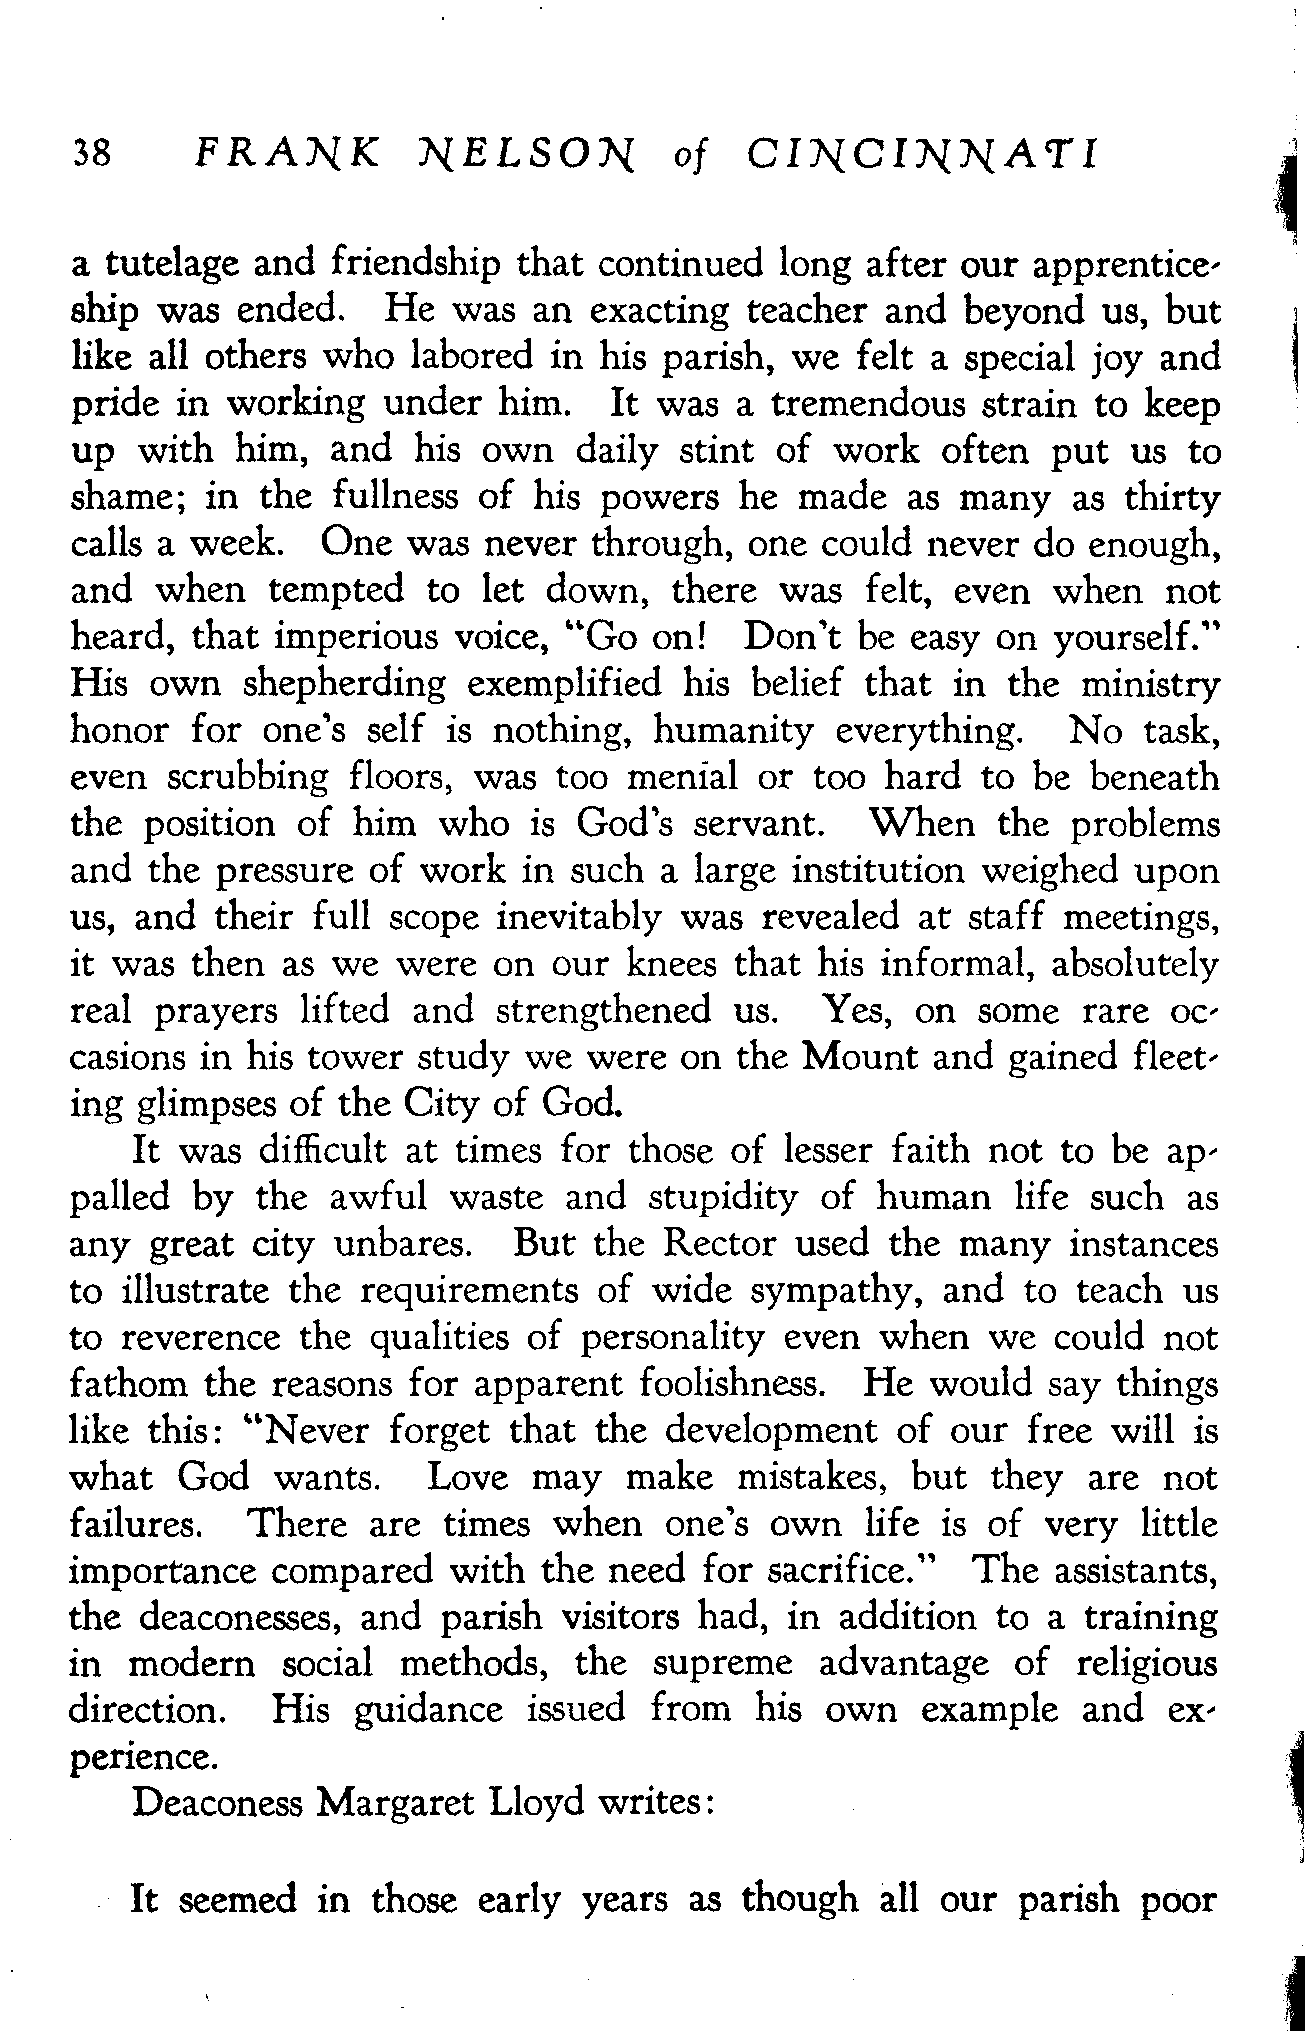 38 FRANK NELSON of CINCINNATI
a tutelage and friendship that continued long after our apprentice-
ship was ended. He was an exacting teacher and beyond us, but
like all others who labored in his parish, we felt a special joy and
pride in working under him. It was a tremendous strain to keep
up with him, and his own daily stint of work often put us to
shame; in the fullness of his powers he made as many as thirty
calls a week. One was never through, one could never do enough,
and when tempted to let down, there was felt, even when not
heard, that imperious voice, "Go on! Don't be easy on yourself."
His own shepherding exemplified his belief that in the ministry
honor for one's self is nothing, humanity everything. No task,
even scrubbing floors, was too menial or too hard to be beneath
the position of him who is God's servant. When the problems
and the pressure of work in such a large institution weighed upon
us, and their full scope inevitably was revealed at staff meetings,
it was then as we were on our knees that his informal, absolutely
real prayers lifted and strengthened us. Yes, on some rare oc-
casions in his tower study we were on the Mount and gained fleet-
ing glimpses of the City of God.
It was difficult at times for those of lesser faith not to be ap-
palled by the awful waste and stupidity of human life such as
any great city unbares. But the Rector used the many instances
to illustrate the requirements of wide sympathy, and to teach us
to reverence the qualities of personality even when we could not
fathom the reasons for apparent foolishness. He would say things
like this: "Never forget that the development of our free will is
what God wants. Love may make mistakes, but they are not
failures. There are times when one's own life is of very little
importance compared with the need for sacrifice." The assistants,
the deaconesses, and parish visitors had, in addition to a training
in modern social methods, the supreme advantage of religious
direction. His guidance issued from his own example and ex-
perience.
Deaconess Margaret Lloyd writes:
It seemed in those early years as though all our parish poor